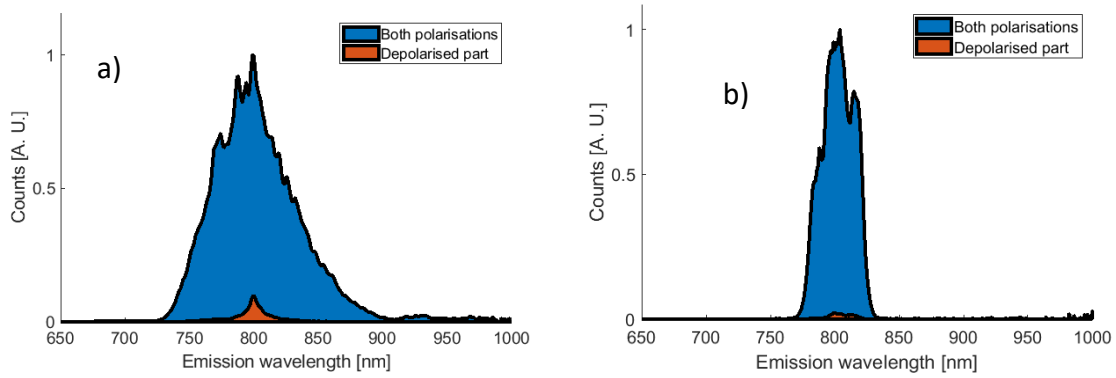 a)
Both polarisations
Depolarised part
Counts [A. U.]
1
0.5
0
650 700 750 800 850 900 950 1000
Emission wavelength [nm]
b)
Both polarisations
Depolarised part
Counts [A. U.]
1
0.5
0
650 700 750 800 850 900 950 1000
Emission wavelength [nm]